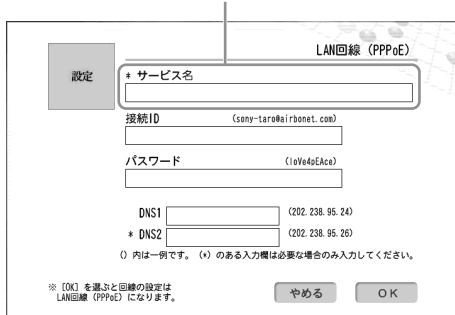 LAN回線（PPPoE）
設定
* サービス名
接続ID （sony-taro@airbonet.com）
パスワード （loVe4pEAce）
DNS1 （202.238.95.24）
* DNS2 （202.238.95.26）
（）内は一例です。（*）のある入力欄は必要な場合のみ入力してください。
※［OK］を選ぶと回線の設定は
LAN回線（PPPoE）になります。
やめる OK